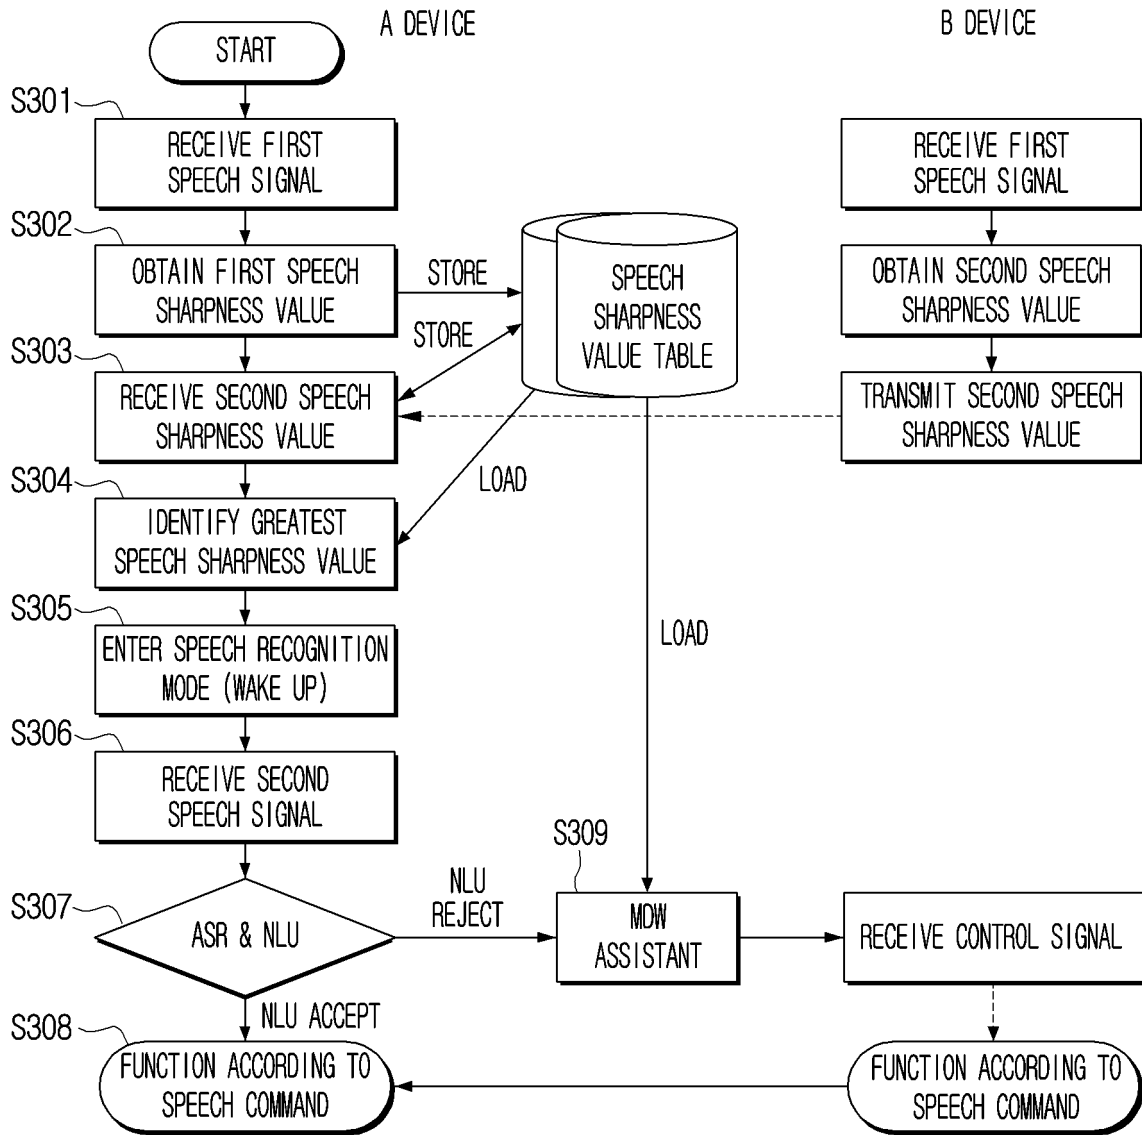 A DEVICE
B DEVICE
START
S301
RECEIVE FIRST
SPEECH SIGNAL
RECEIVE FIRST
SPEECH SIGNAL
S302
OBTAIN FIRST SPEECH
SHARPNESS VALUE
STORE
SPEECH
SHARPNESS
VALUE TABLE
OBTAIN SECOND SPEECH
SHARPNESS VALUE
STORE
S303
RECEIVE SECOND SPEECH
SHARPNESS VALUE
TRANSMIT SECOND SPEECH
SHARPNESS VALUE
S304
LOAD
IDENTIFY GREATEST
SPEECH SHARPNESS VALUE
S305
ENTER SPEECH RECOGNITION
MODE (WAKE UP)
LOAD
S306
RECEIVE SECOND
SPEECH SIGNAL
S307
ASR & NLU
NLU
REJECT
S309
MDW
ASSISTANT
RECEIVE CONTROL SIGNAL
NLU ACCEPT
S308
FUNCTION ACCORDING TO
SPEECH COMMAND
FUNCTION ACCORDING TO
SPEECH COMMAND